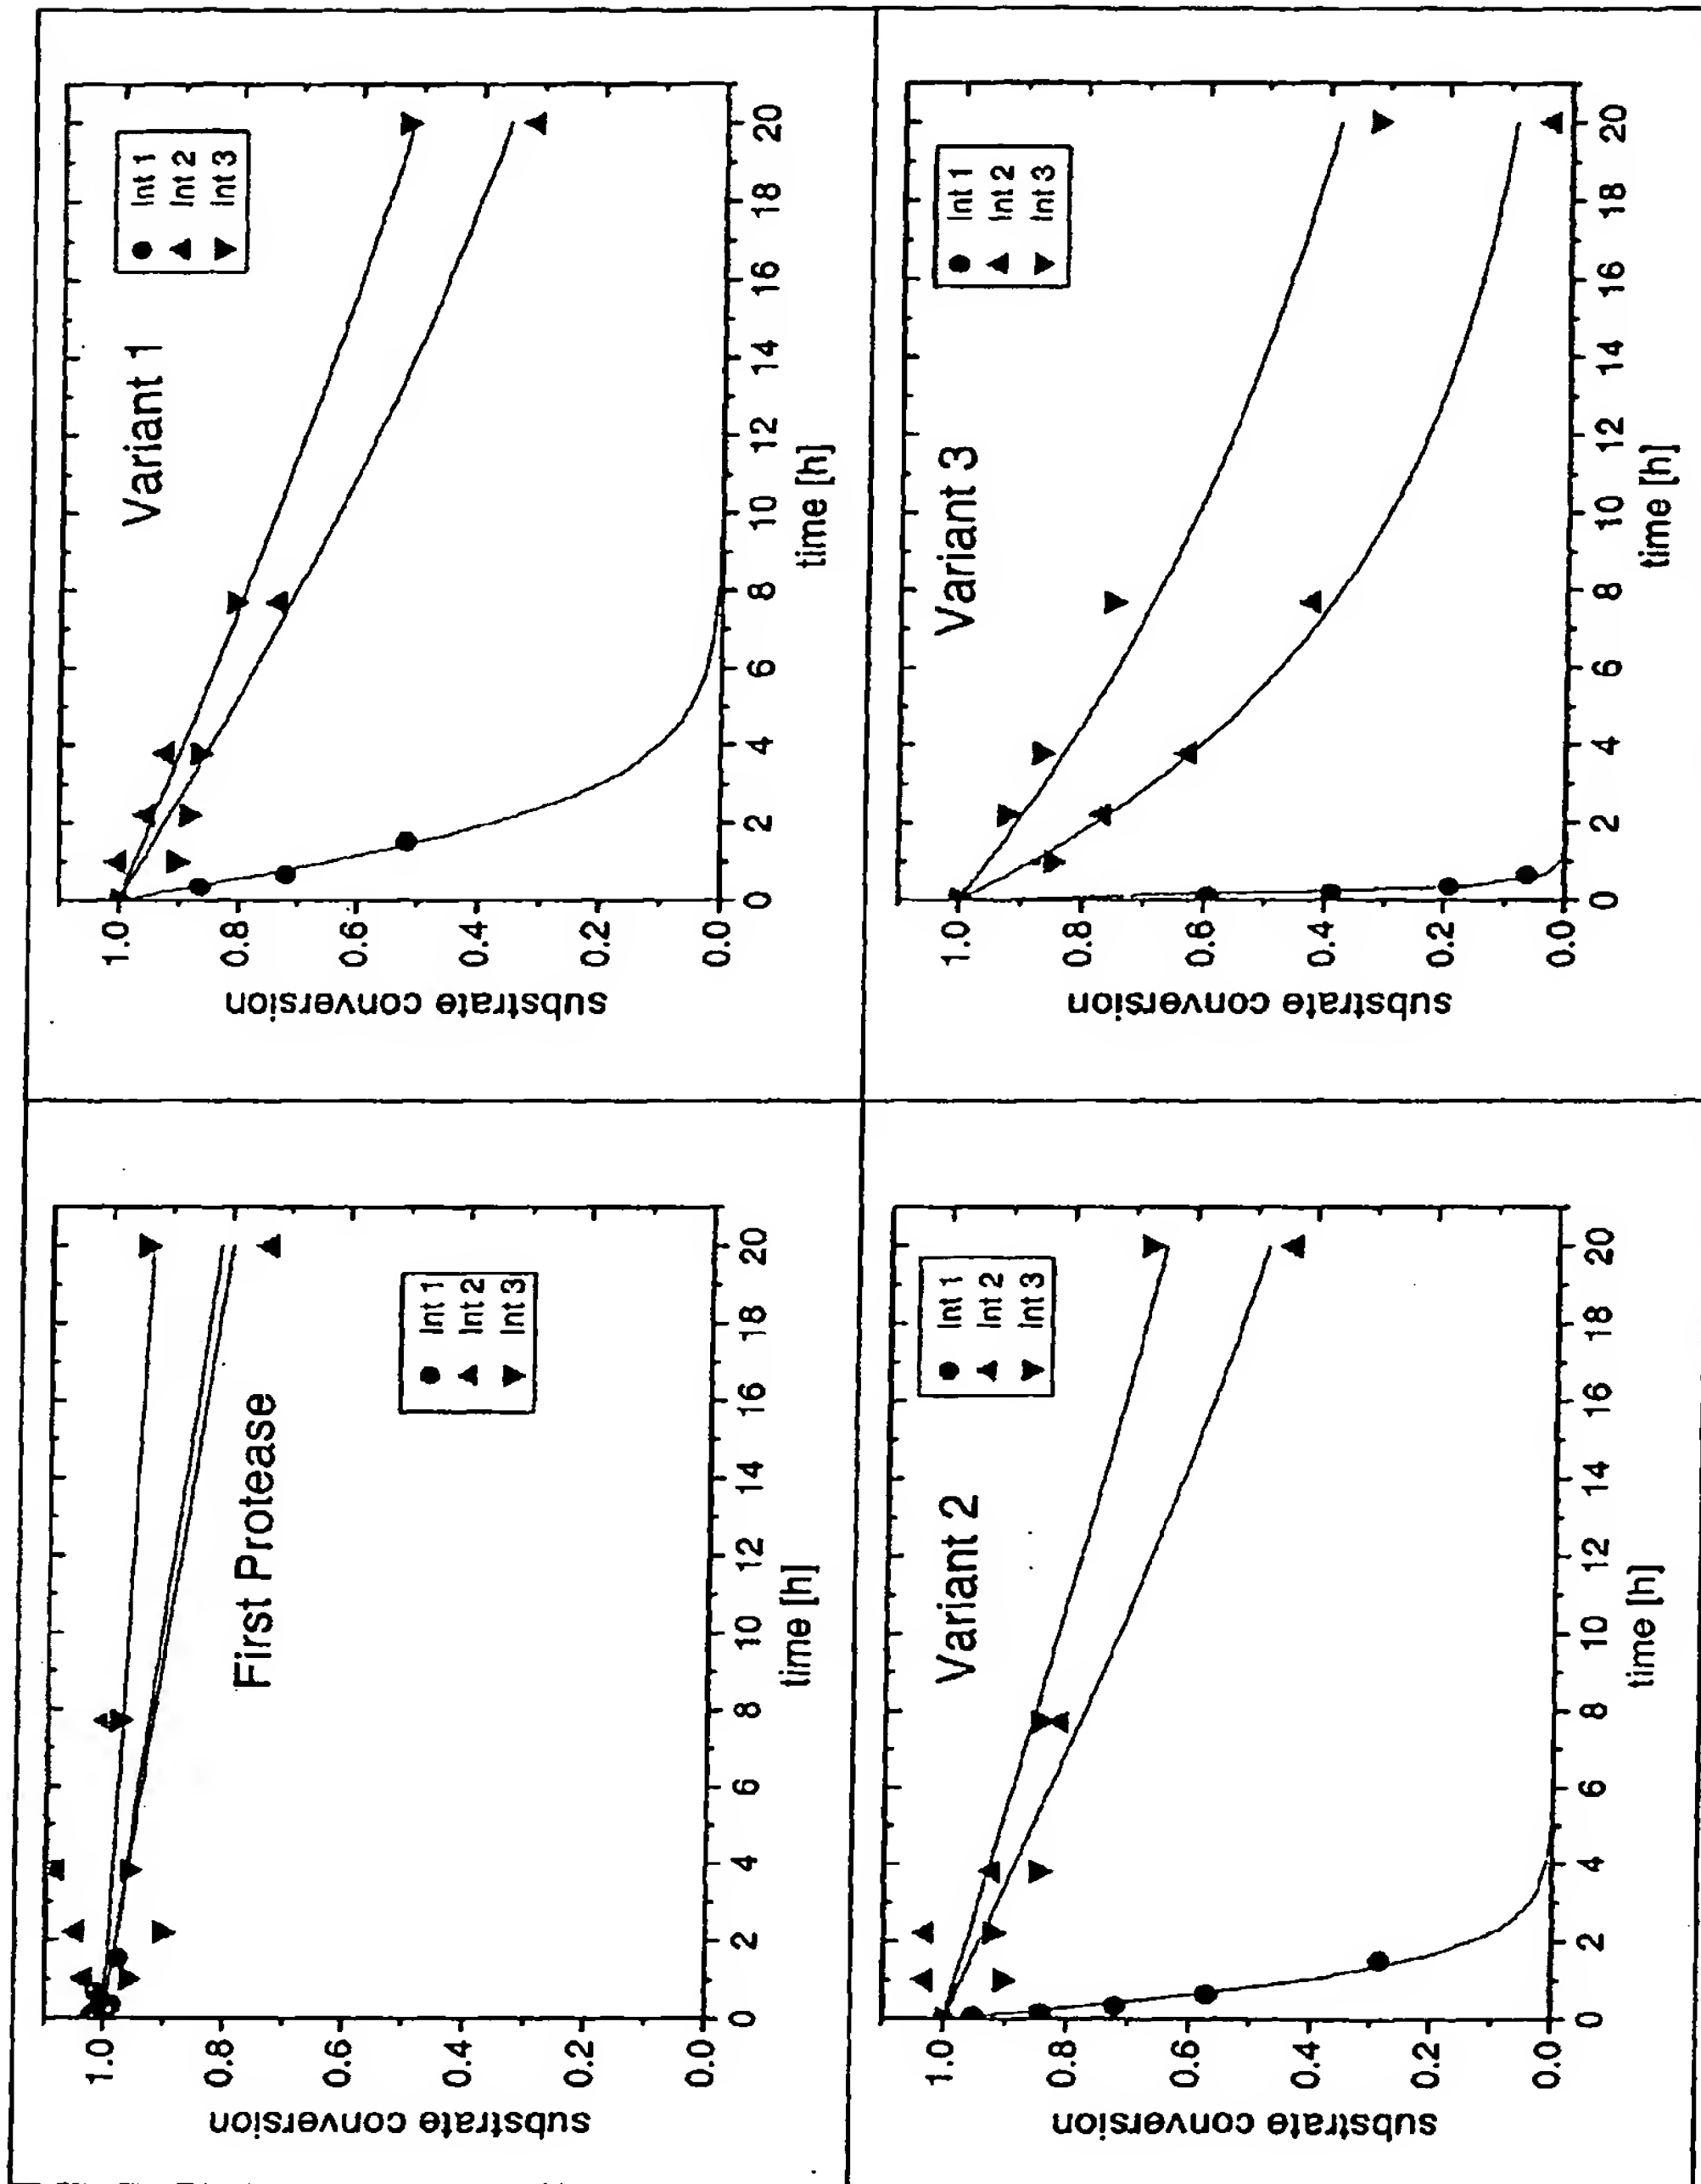 First Protease
Int 1
Int 2
Int 3
substrate conversion
1.0
0.8
0.6
0.4
0.2
0.0
0 2 4 6 8 10 12 14 16 18 20
time [h]
Variant 1
Int 1
Int 2
Int 3
substrate conversion
1.0
0.8
0.6
0.4
0.2
0.0
0 2 4 6 8 10 12 14 16 18 20
time [h]
Variant 2
Int 1
Int 2
Int 3
substrate conversion
1.0
0.8
0.6
0.4
0.2
0.0
0 2 4 6 8 10 12 14 16 18 20
time [h]
Variant 3
Int 1
Int 2
Int 3
substrate conversion
1.0
0.8
0.6
0.4
0.2
0.0
0 2 4 6 8 10 12 14 16 18 20
time [h]